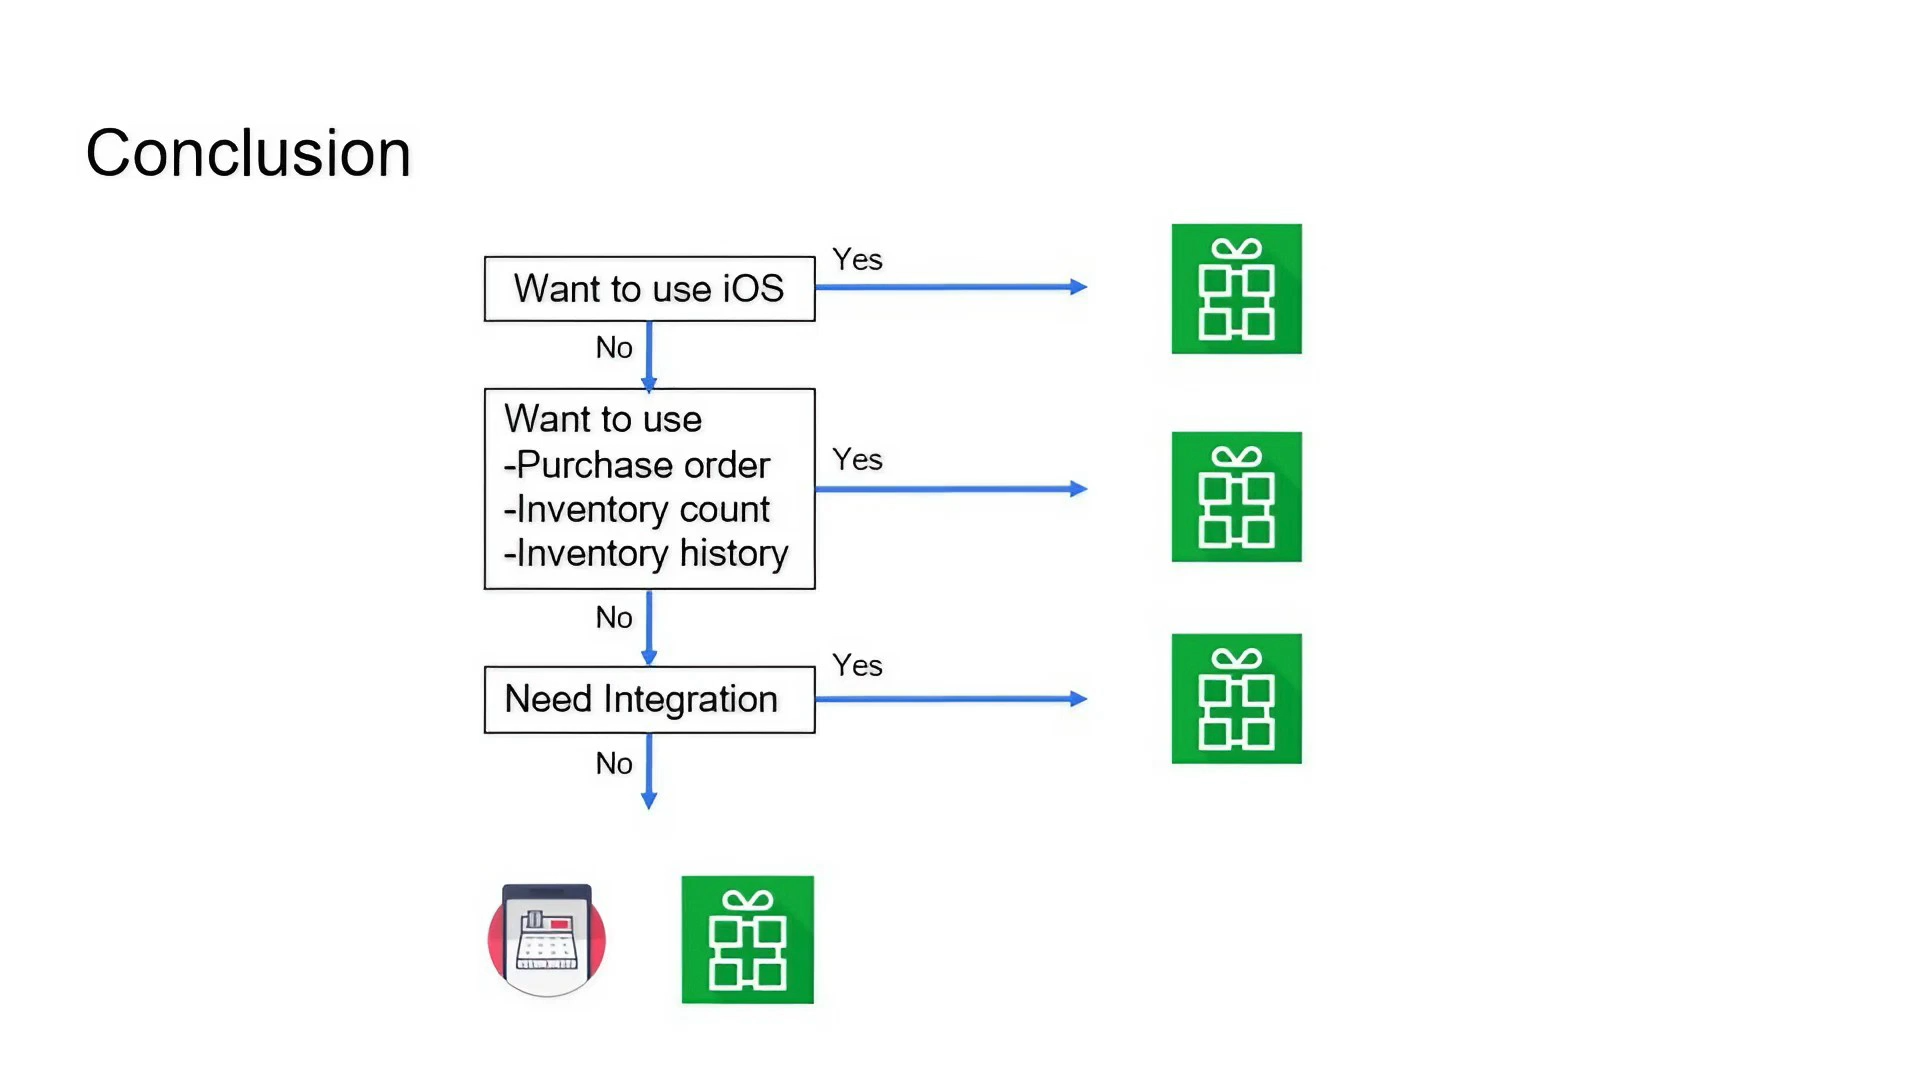 Conclusion
Want to use iOS
Yes
No
Want to use
-Purchase order
-Inventory count
-Inventory history
Yes
No
Need Integration
Yes
No